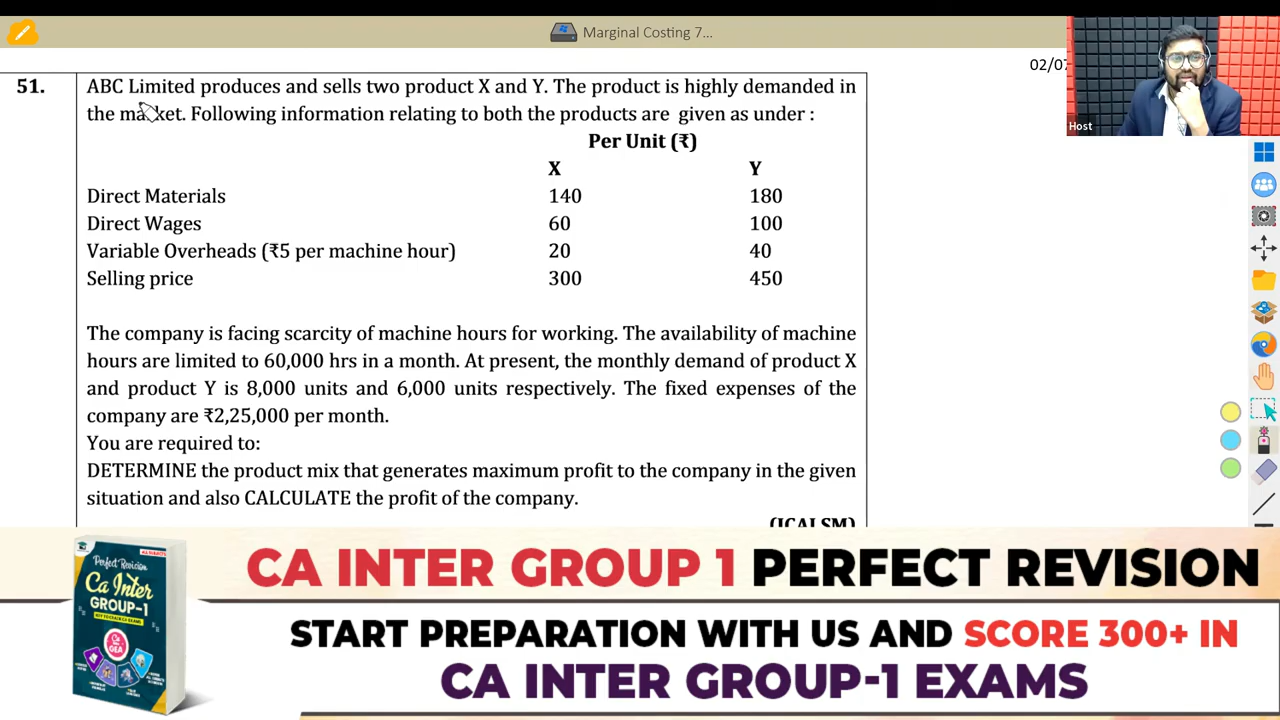 Marginal Costing 7...
02/07
Host
51.
ABC Limited produces and sells two product X and Y. The product is highly demanded in
the market. Following information relating to both the products are given as under :
Per Unit (₹)
X Y
Direct Materials 140 180
Direct Wages 60 100
Variable Overheads (₹5 per machine hour) 20 40
Selling price 300 450
The company is facing scarcity of machine hours for working. The availability of machine
hours are limited to 60,000 hrs in a month. At present, the monthly demand of product X
and product Y is 8,000 units and 6,000 units respectively. The fixed expenses of the
company are ₹2,25,000 per month.
You are required to:
DETERMINE the product mix that generates maximum profit to the company in the given
situation and also CALCULATE the profit of the company.
(ICAI SM)
Perfect Revision
Ca Inter
GROUP-1
CA INTER GROUP 1 PERFECT REVISION
START PREPARATION WITH US AND SCORE 300+ IN
CA INTER GROUP-1 EXAMS